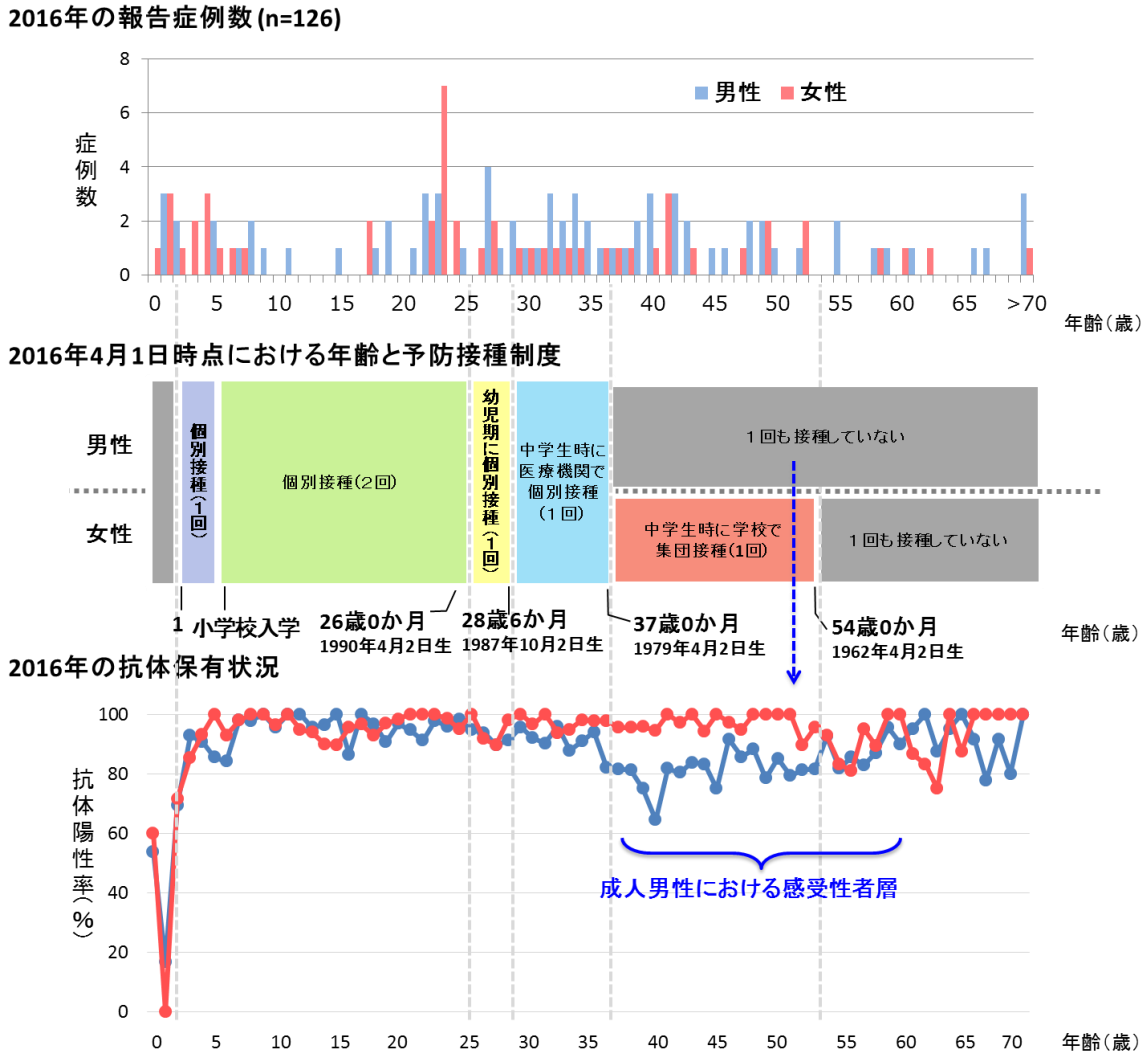 2016年の報告症例数(n=126)
8
6
4
2
0
症例数
男性 女性
0 5 10 15 20 25 30 35 40 45 50 55 60 65 >70
年齢(歳)
2016年4月1日時点における年齢と予防接種制度
男性
女性
個別接種(1回)
個別接種(2回)
幼児期に個別接種(1回)
中学生時に
医療機関で
個別接種
(1回)
1回も接種していない
中学生時に学校で
集団接種(1回)
1回も接種していない
1 小学校入学
26歳0か月
1990年4月2日生
28歳6か月
1987年10月2日生
37歳0か月
1979年4月2日生
54歳0か月
1962年4月2日生
年齢(歳)
2016年の抗体保有状況
100
80
60
40
20
0
抗体陽性率(%)
成人男性における感受性者層
0 5 10 15 20 25 30 35 40 45 50 55 60 65 70
年齢(歳)